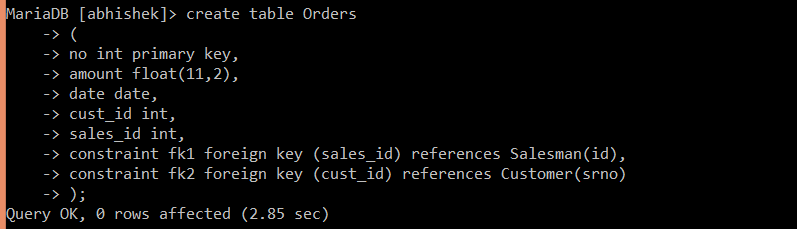 MariaDB [abhishek]> create table Orders
-> (
-> no int primary key,
-> amount float(11,2),
-> date date,
-> cust_id int,
-> sales_id int,
-> constraint fk1 foreign key (sales_id) references Salesman(id),
-> constraint fk2 foreign key (cust_id) references Customer(srno)
-> );
Query OK, 0 rows affected (2.85 sec)